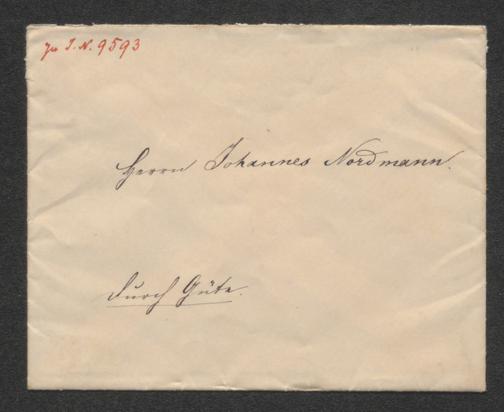 Zu I.N. 9593
Herrn Johannes Nordmann.
Durch Güte.